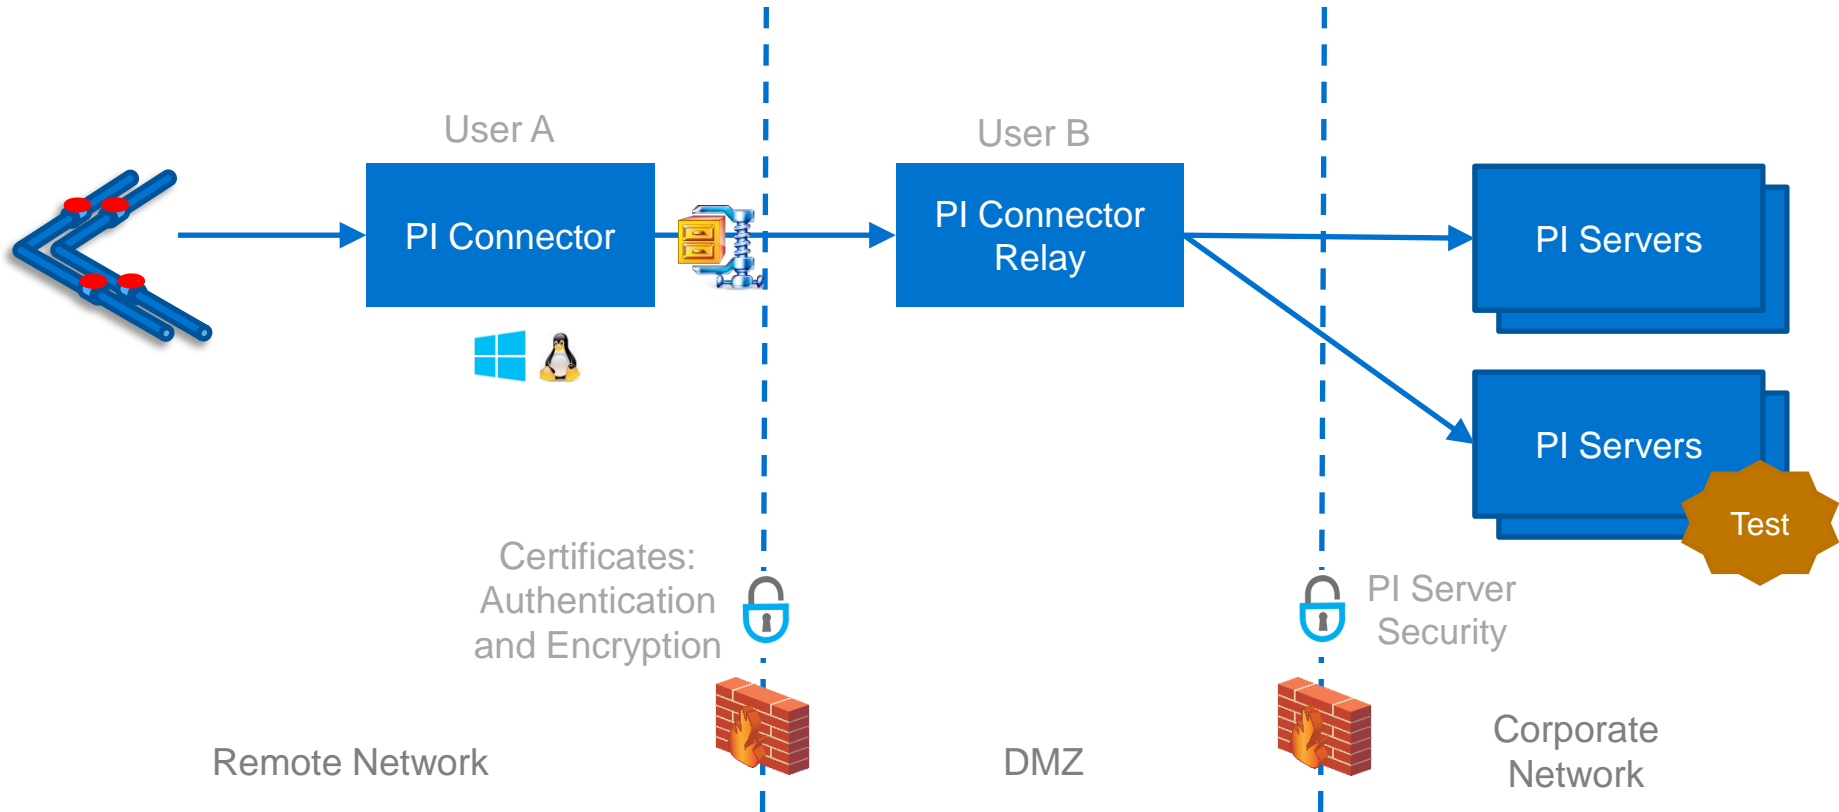 User A
User B
PI Connector
PI Connector
Relay
PI Servers
PI Servers
Test
Certificates:
Authentication
and Encryption
PI Server
Security
Remote Network
DMZ
Corporate
Network